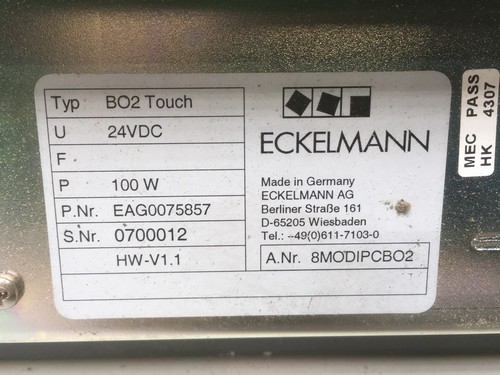 Typ BO2 Touch
U 24VDC
F
P 100 W
P.Nr. EAG0075857
S.Nr. 0700012
HW-V1.1
ECKELMANN
Made in Germany
ECKELMANN AG
Berliner Straße 161
D-65205 Wiesbaden
Tel.: --49(0)611-7103-0
A.Nr. 8MODIPCBO2
MEC PASS
HK 4307